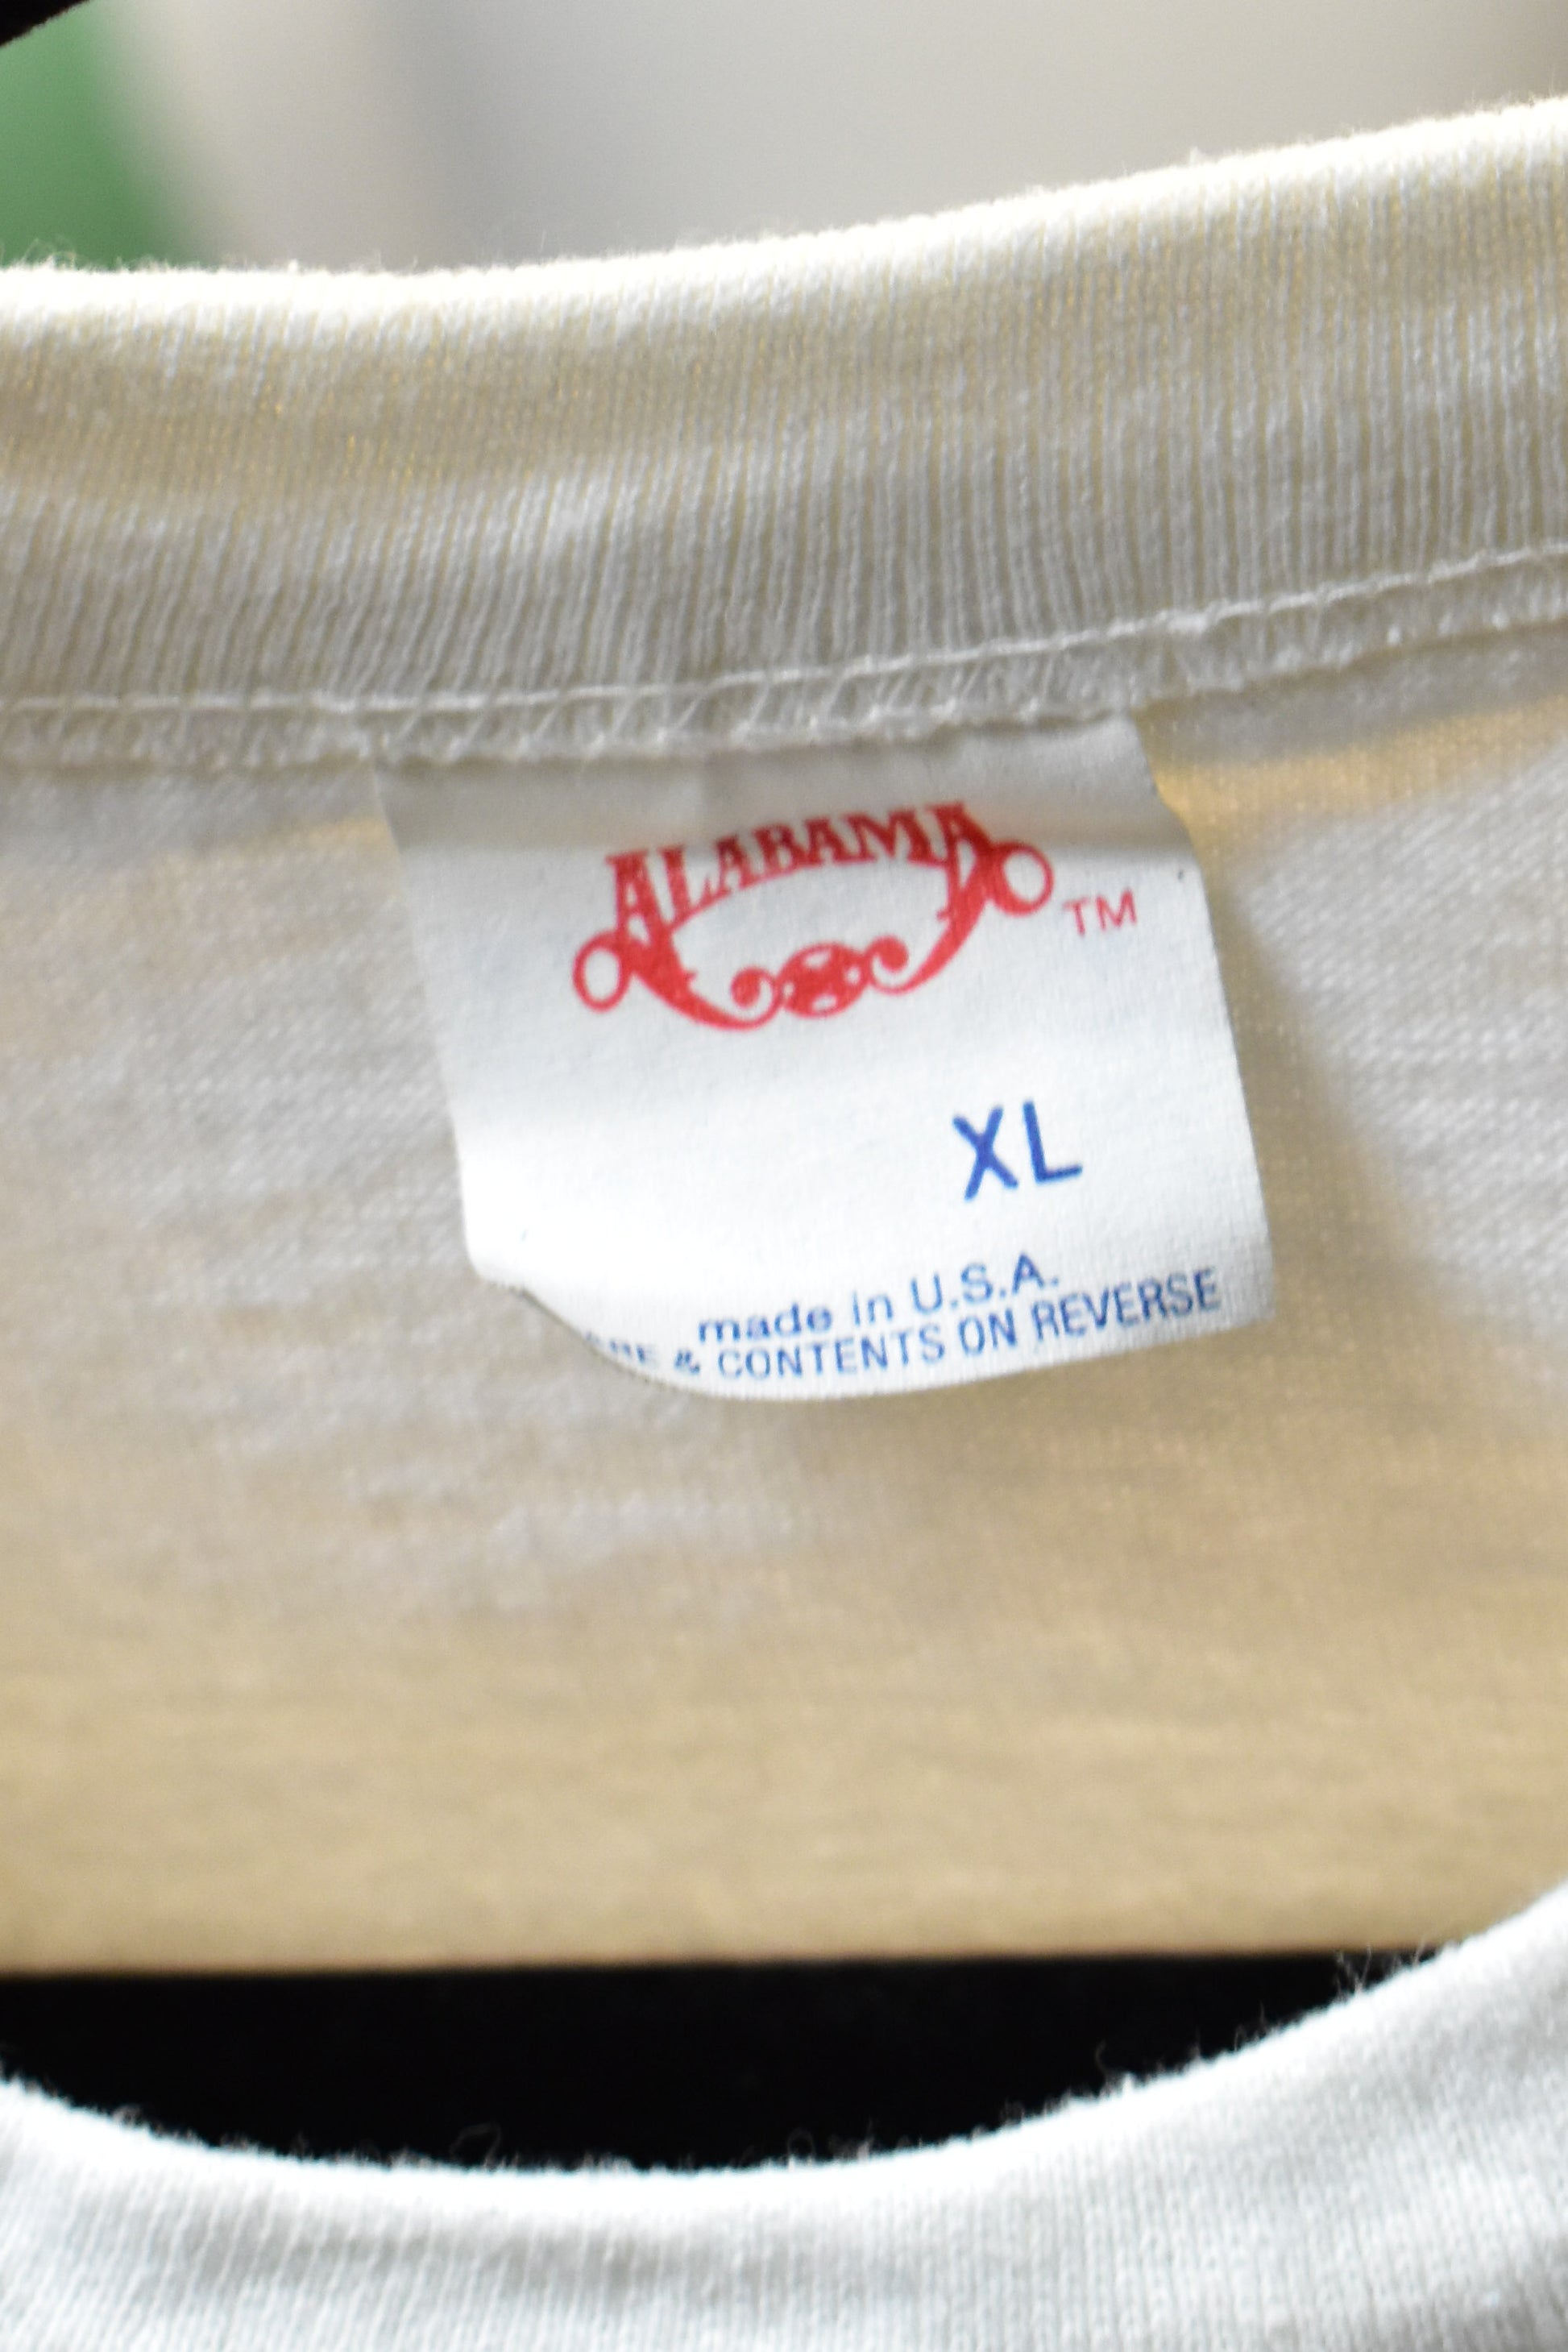 ALABAMA
TM
XL
made in U.S.A.
& CONTENTS ON REVERSE